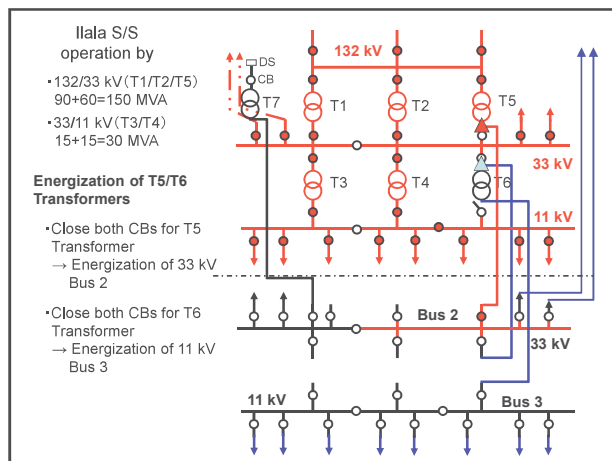 Ilala S/S
operation by
・132/33 kV(T1/T2/T5)
90+60=150 MVA
・33/11 kV(T3/T4)
15+15=30 MVA
Energization of T5/T6
Transformers
・Close both CBs for T5
Transformer
→ Energization of 33 kV
Bus 2
・Close both CBs for T6
Transformer
→ Energization of 11 kV
Bus 3
DS
CB
T7
132 kV
T1
T2
T5
33 kV
T3
T4
T6
11 kV
Bus 2
33 kV
11 kV
Bus 3